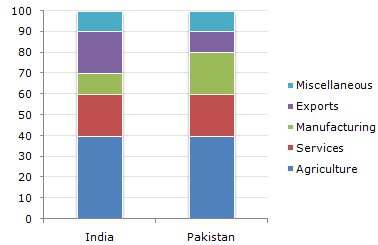 100
90
80
70
60
50
40
30
20
10
0
India
Pakistan
Miscellaneous
Exports
Manufacturing
Services
Agriculture